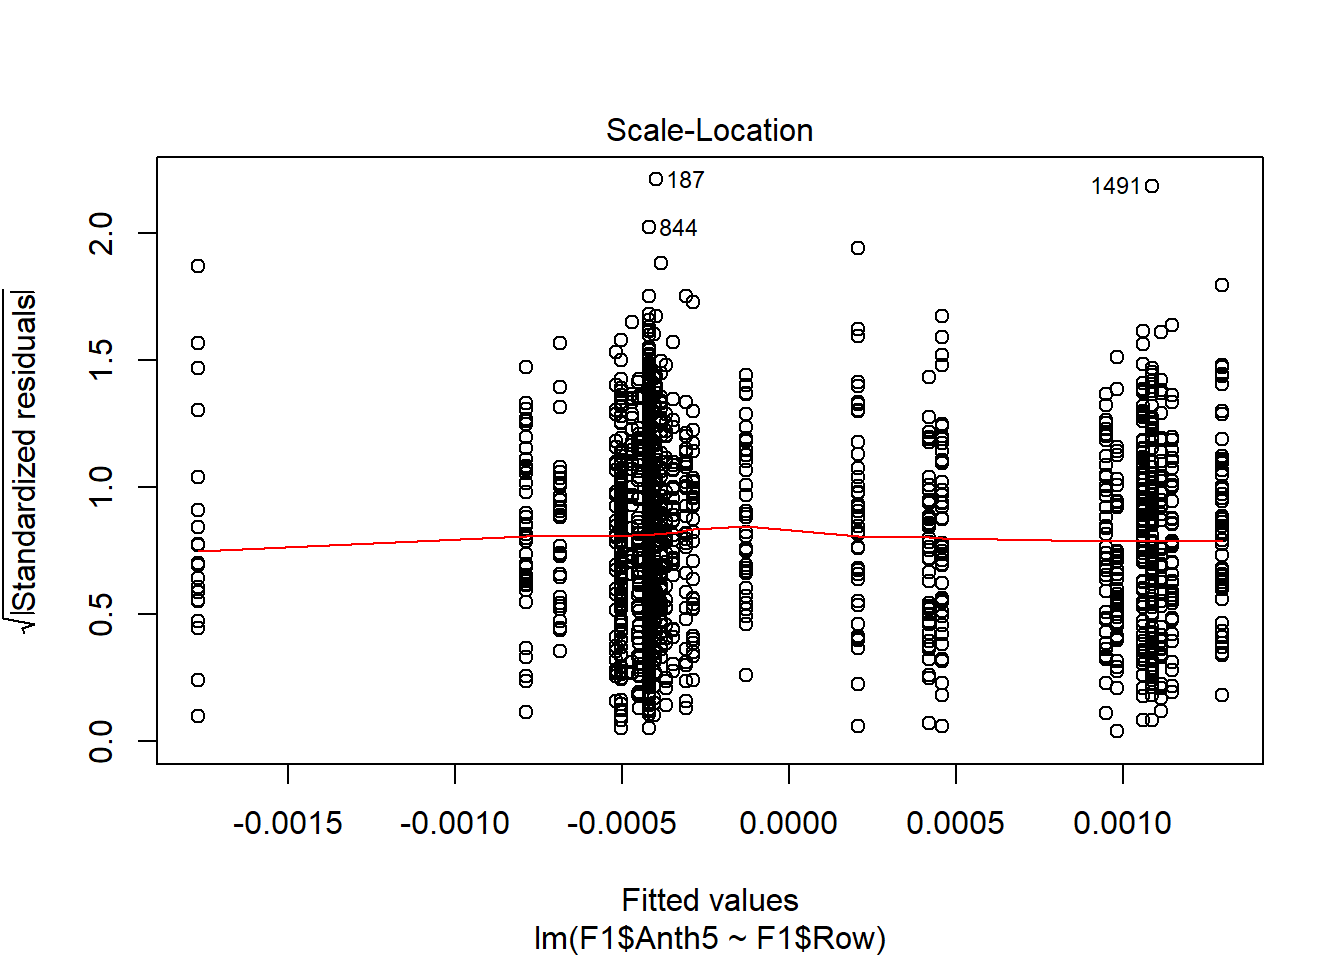 Scale-Location
187
1491
844
√|Standardized residuals|
2.0
1.5
1.0
0.5
0.0
-0.0015 -0.0010 -0.0005 0.0000 0.0005 0.0010
Fitted values
lm(F1$Anth5 ~ F1$Row)